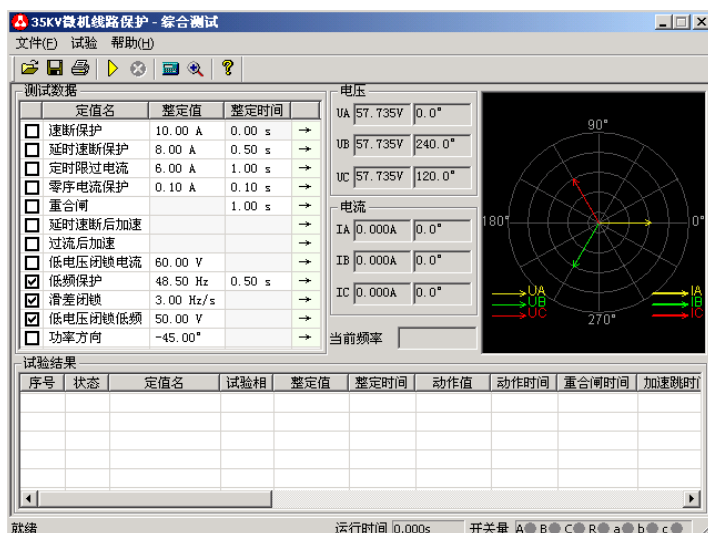 35KV微机线路保护 - 综合测试
文件(F) 试验 帮助(H)
测试数据
定值名 整定值 整定时间
速断保护 10.00 A 0.00 s →
延时速断保护 8.00 A 0.50 s →
定时限过电流 6.00 A 1.00 s →
零序电流保护 0.10 A 0.10 s →
重合闸 1.00 s →
延时速断后加速 →
过流后加速 →
低电压闭锁电流 60.00 V →
低频保护 48.50 Hz 0.50 s →
滑差闭锁 3.00 Hz/s →
低电压闭锁低频 50.00 V →
功率方向 -45.00° →
电压
UA 57.735V 0.0°
UB 57.735V 240.0°
UC 57.735V 120.0°
电流
IA 0.000A 0.0°
IB 0.000A 0.0°
IC 0.000A 0.0°
当前频率
90°
180° 0°
270°
UA IA
UB IB
UC IC
试验结果
序号 状态 定值名 试验相 整定值 整定时间 动作值 动作时间 重合闸时间 加速跳时
就绪 运行时间 0.000s 开关量 A B C R a b c